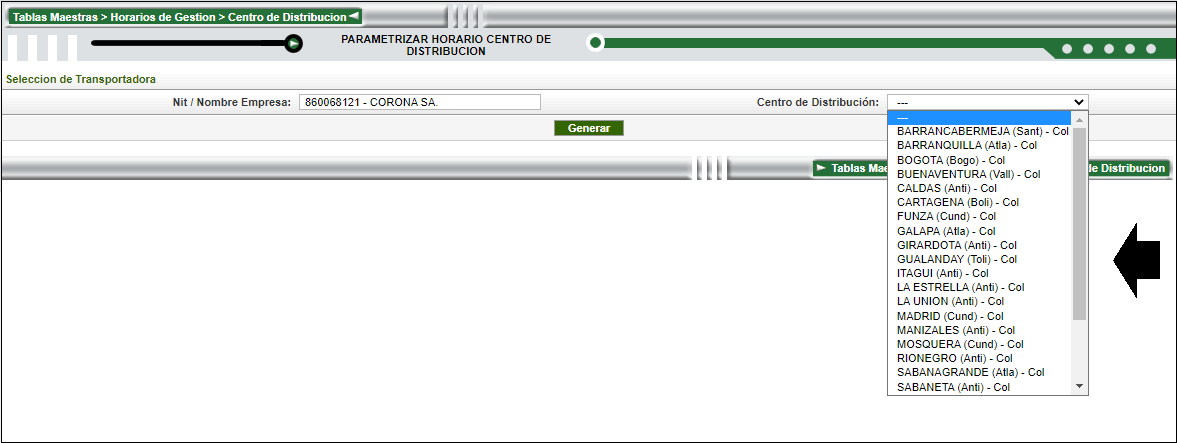 Tablas Maestras > Horarios de Gestion > Centro de Distribucion
PARAMETRIZAR HORARIO CENTRO DE
DISTRIBUCION
Seleccion de Transportadora
Nit / Nombre Empresa: 860068121 - CORONA SA. Centro de Distribución: ---
Generar
---
BARRANCABERMEJA (Sant) - Col
BARRANQUILLA (Atla) - Col
BOGOTA (Bogo) - Col
BUENAVENTURA (Vall) - Col
CALDAS (Anti) - Col
CARTAGENA (Boli) - Col
FUNZA (Cund) - Col
GALAPA (Atla) - Col
GIRARDOTA (Anti) - Col
GUALANDAY (Toli) - Col
ITAGUI (Anti) - Col
LA ESTRELLA (Anti) - Col
LA UNION (Anti) - Col
MADRID (Cund) - Col
MANIZALES (Anti) - Col
MOSQUERA (Cund) - Col
RIONEGRO (Anti) - Col
SABANAGRANDE (Atla) - Col
SABANETA (Anti) - Col
Tablas Mae
de Distribucion